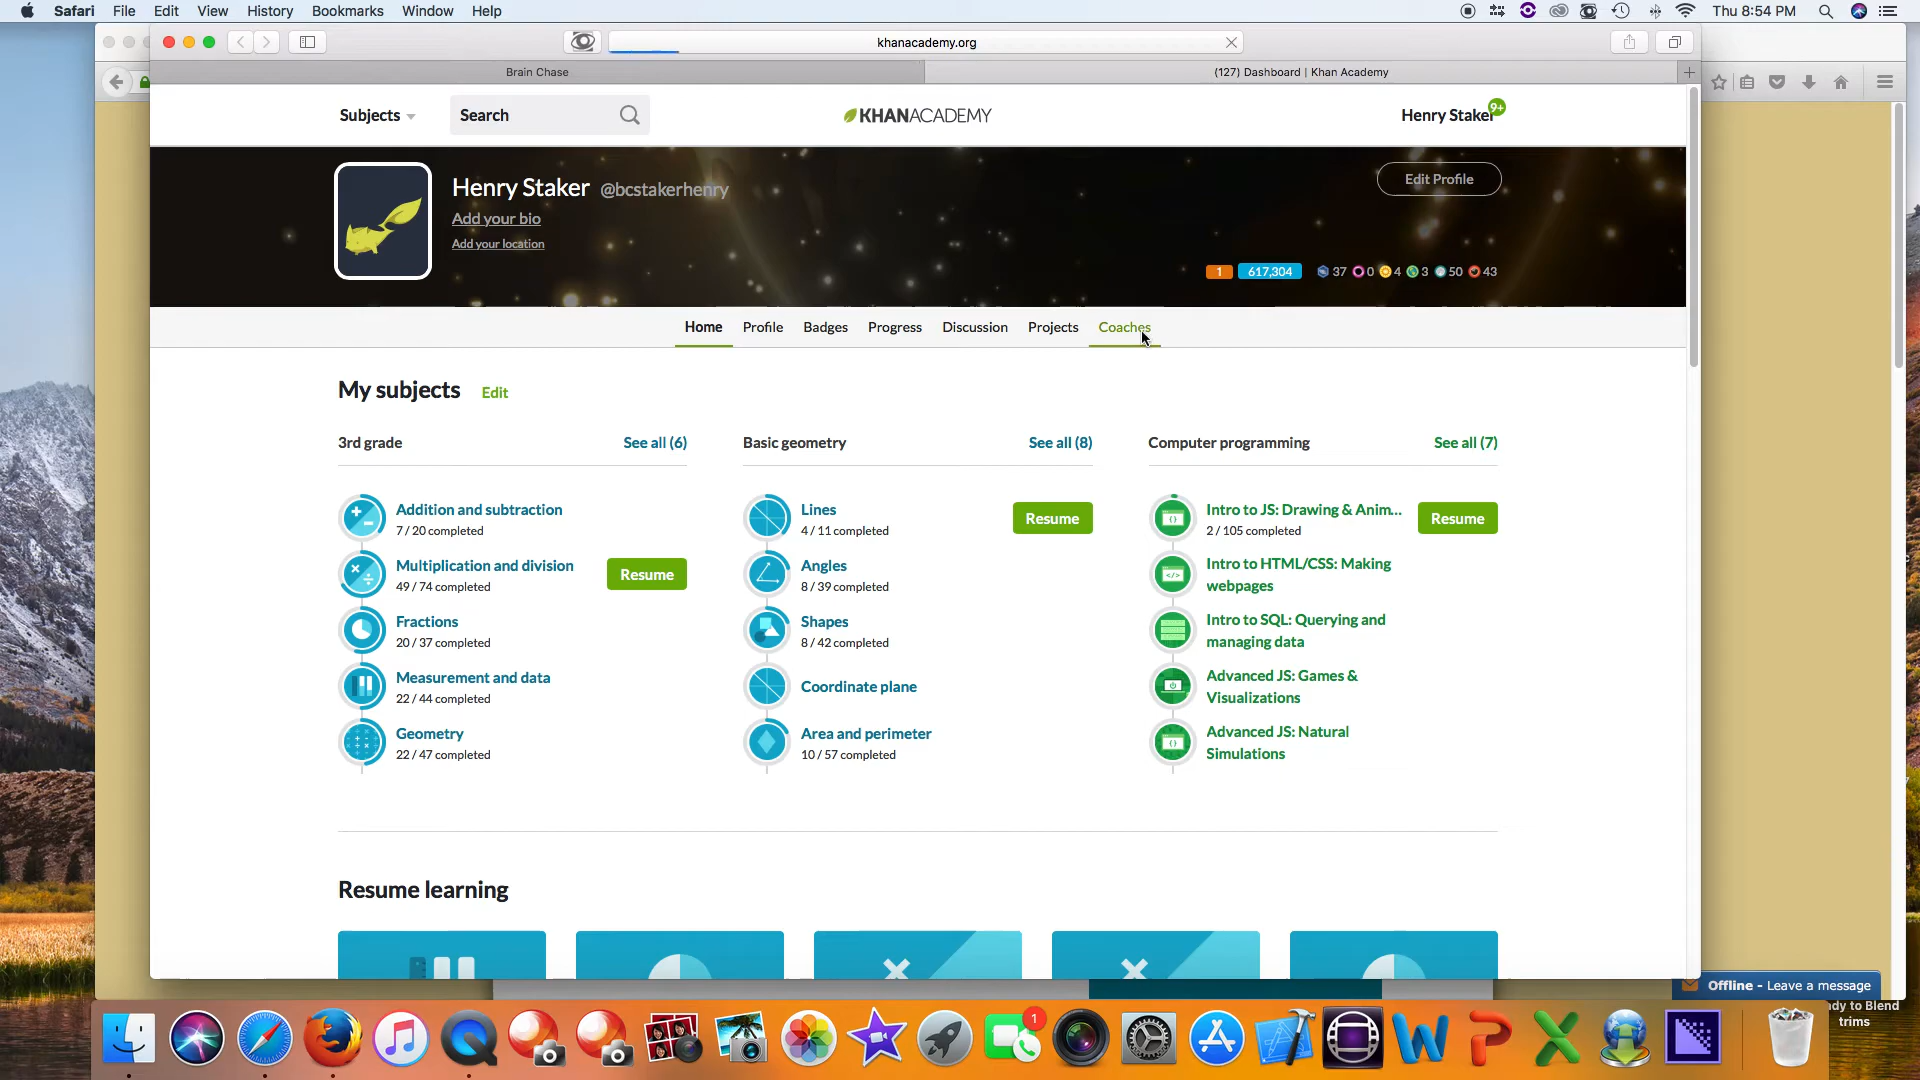 Safari File Edit View History Bookmarks Window Help
Thu 8:54 PM
khanacademy.org
Brain Chase
(127) Dashboard | Khan Academy
Subjects
Search
KHANACADEMY
Henry Staker
9+
Henry Staker @bcstakerhenry
Edit Profile
Add your bio
Add your location
1 617,304 37 0 4 3 50 43
Home Profile Badges Progress Discussion Projects Coaches
My subjects Edit
3rd grade See all (6)
Addition and subtraction
7 / 20 completed
Multiplication and division
49 / 74 completed
Resume
Fractions
20 / 37 completed
Measurement and data
22 / 44 completed
Geometry
22 / 47 completed
Basic geometry See all (8)
Lines
4 / 11 completed
Resume
Angles
8 / 39 completed
Shapes
8 / 42 completed
Coordinate plane
Area and perimeter
10 / 57 completed
Computer programming See all (7)
Intro to JS: Drawing & Anim...
2 / 105 completed
Resume
Intro to HTML/CSS: Making
webpages
Intro to SQL: Querying and
managing data
Advanced JS: Games &
Visualizations
Advanced JS: Natural
Simulations
Resume learning
Offline - Leave a message
dy to Blend
trims
1